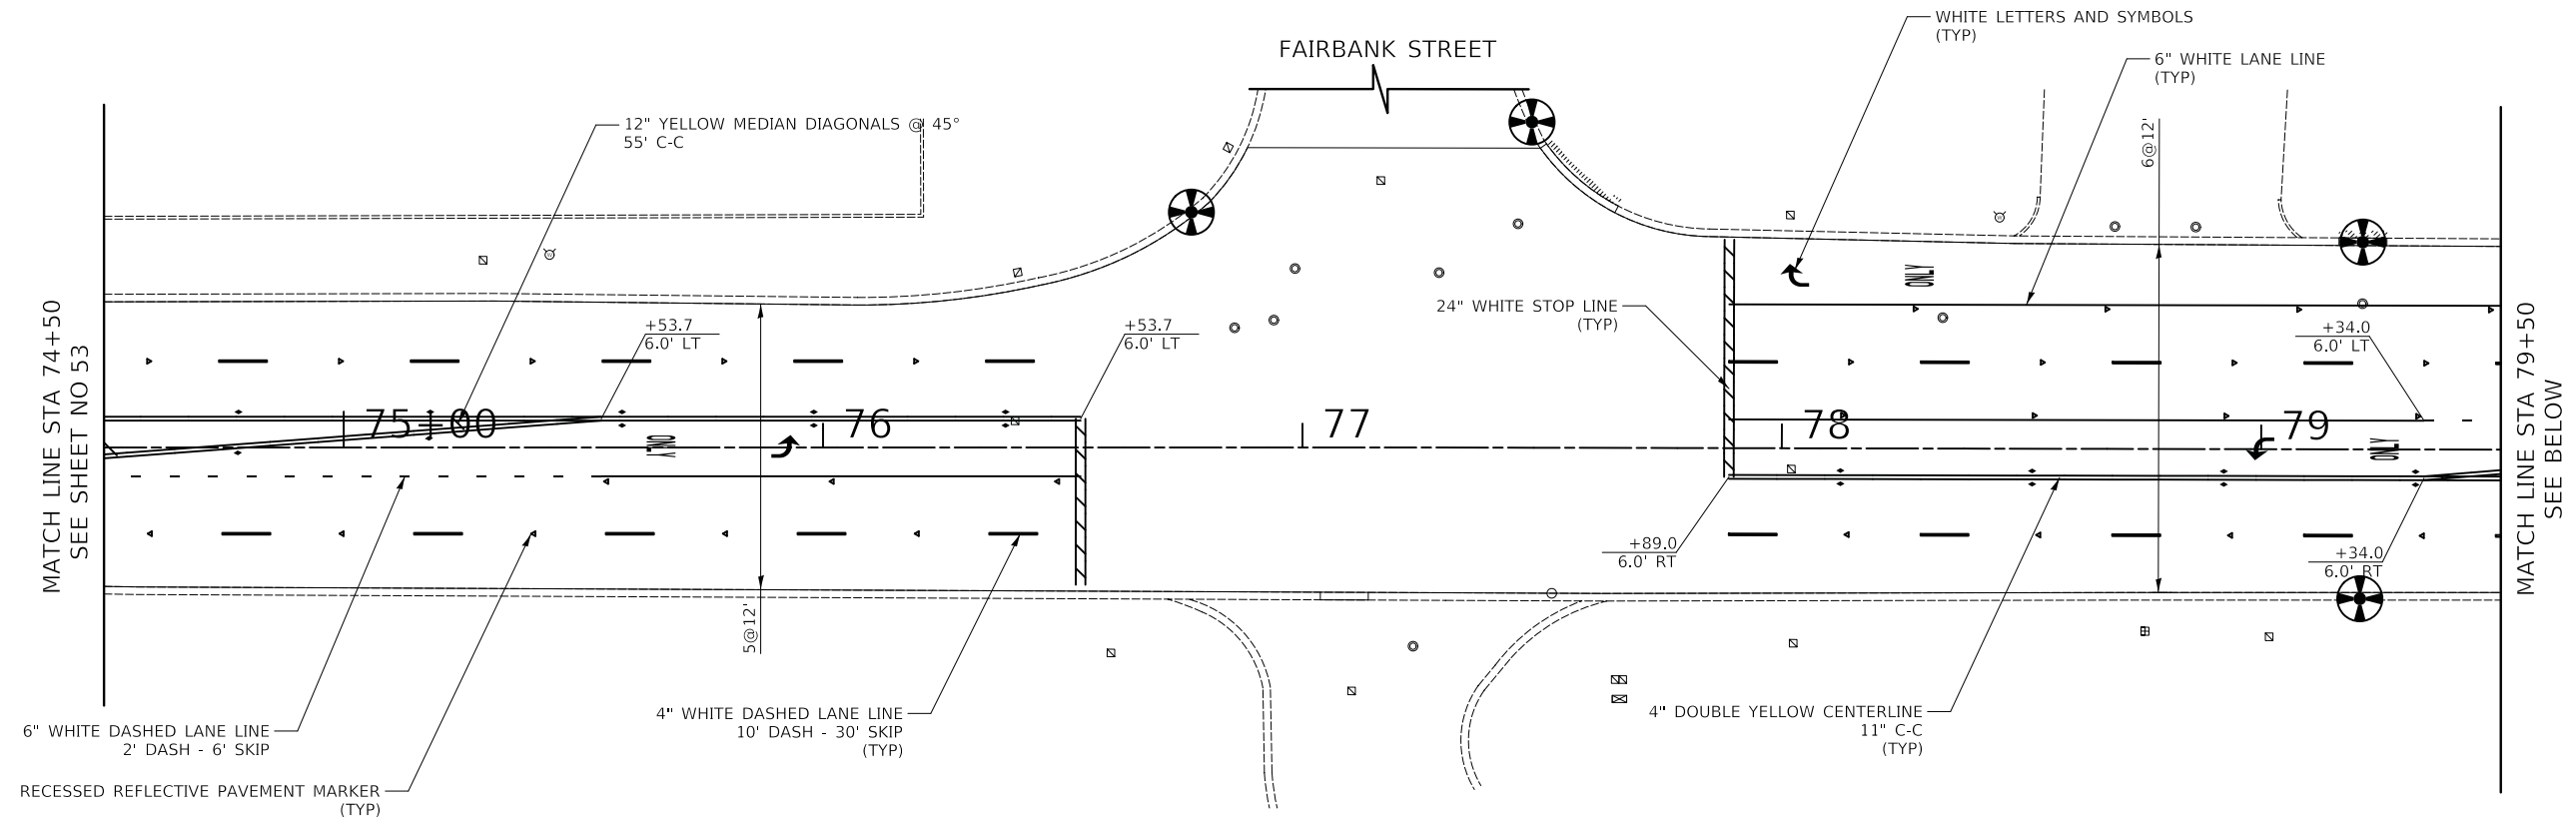 WHITE LETTERS AND SYMBOLS
(TYP)
FAIRBANK STREET
6" WHITE LANE LINE
(TYP)
12" YELLOW MEDIAN DIAGONALS @ 45°
55' C-C
6@12'
ONLY
24" WHITE STOP LINE
(TYP)
+53.7
6.0' LT
+53.7
6.0' LT
+34.0
6.0' LT
MATCH LINE STA 74+50
SEE SHEET NO 53
75+00
76
77
78
79
ONLY
ONLY
MATCH LINE STA 79+50
SEE BELOW
+89.0
6.0' RT
+34.0
6.0' RT
5@12'
6" WHITE DASHED LANE LINE
2' DASH - 6' SKIP
4" WHITE DASHED LANE LINE
10' DASH - 30' SKIP
(TYP)
4" DOUBLE YELLOW CENTERLINE
11" C-C
(TYP)
RECESSED REFLECTIVE PAVEMENT MARKER
(TYP)